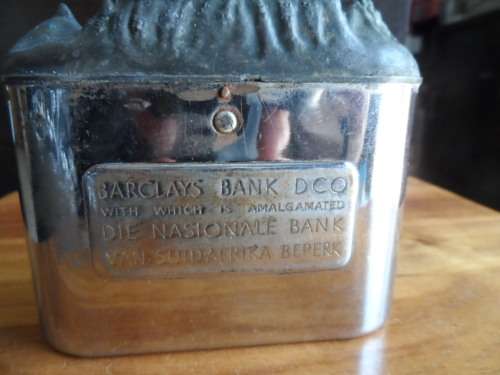 BARCLAYS BANK DCO
WITH WHICH IS AMALGAMATED
DIE NASIONALE BANK
VAN SUIDAFRIKA BEPERK